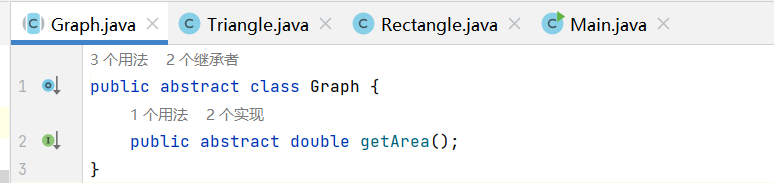 Graph.java Triangle.java Rectangle.java Main.java
3 个用法 2 个继承者
1 public abstract class Graph {
1 个用法 2 个实现
2 public abstract double getArea();
3 }